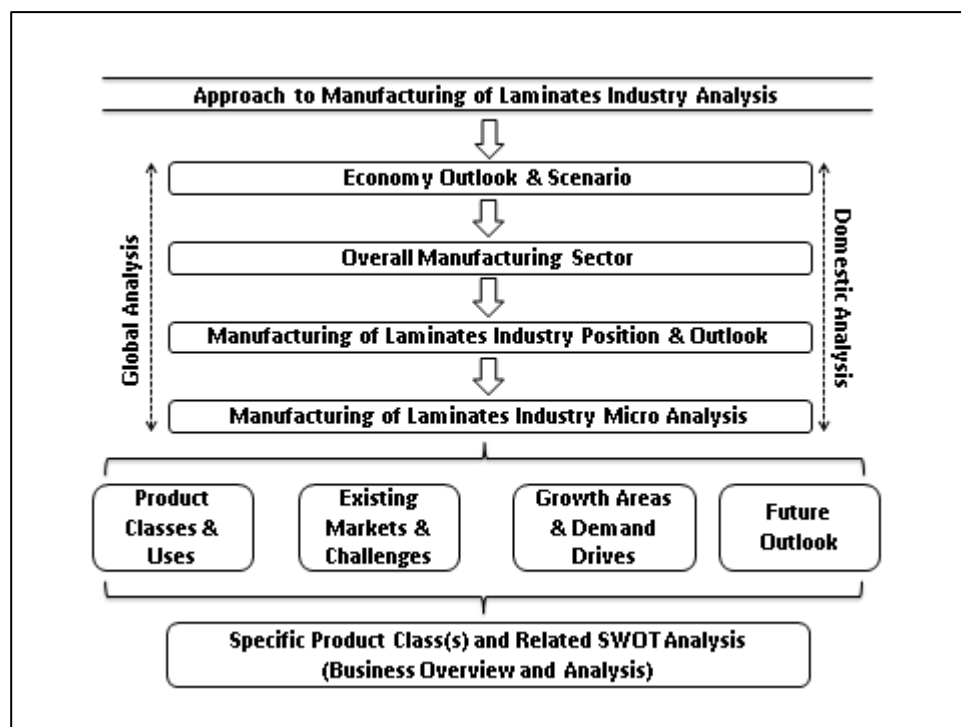 Approach to Manufacturing of Laminates Industry Analysis
Economy Outlook & Scenario
Overall Manufacturing Sector
Manufacturing of Laminates Industry Position & Outlook
Manufacturing of Laminates Industry Micro Analysis
Global Analysis
Domestic Analysis
Product
Classes &
Uses
Existing
Markets &
Challenges
Growth Areas
& Demand
Drives
Future
Outlook
Specific Product Class(s) and Related SWOT Analysis
(Business Overview and Analysis)